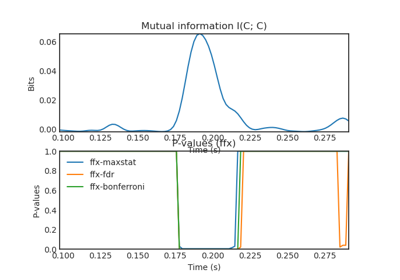 Mutual information I(C; C)
0.06
0.04
0.02
0.00
Bits
0.100 0.125 0.150 0.175 0.200 0.225 0.250 0.275
Time (s)
P-values (ffx)
1.0
0.8
0.6
0.4
0.2
0.0
P-values
ffx-maxstat
ffx-fdr
ffx-bonferroni
0.100 0.125 0.150 0.175 0.200 0.225 0.250 0.275
Time (s)